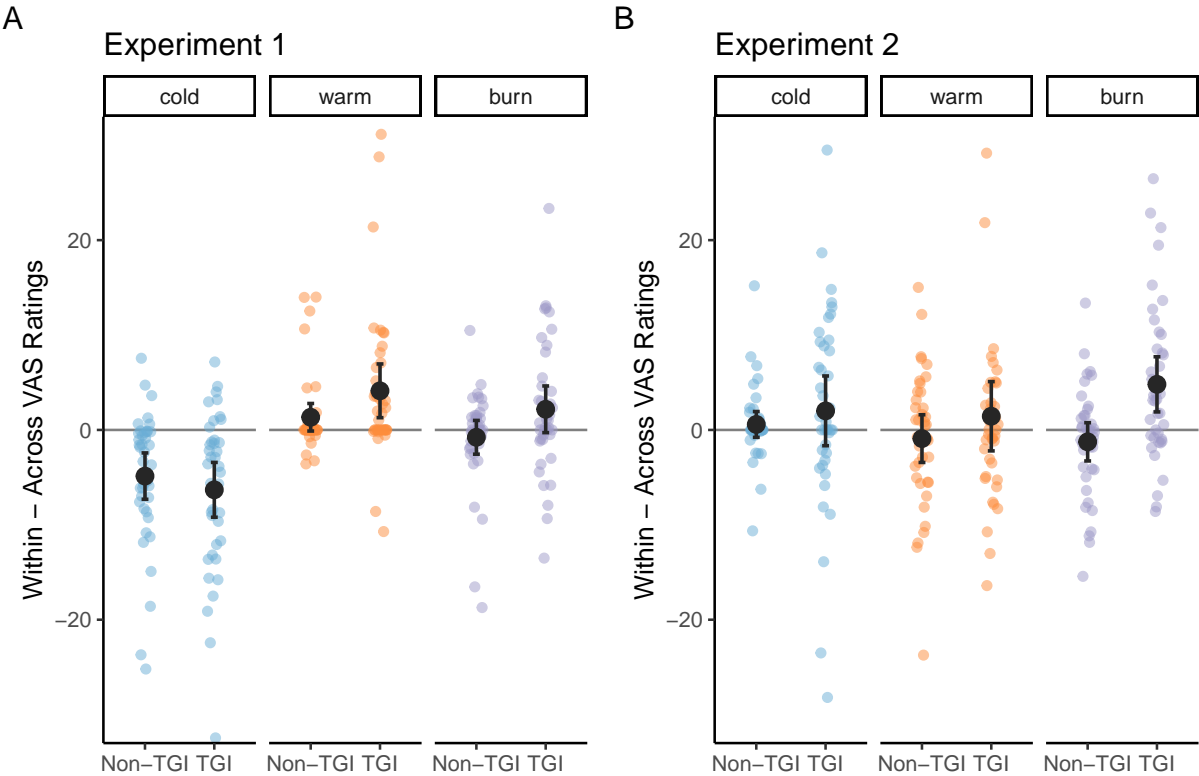 A
Experiment 1
cold
warm
burn
Within − Across VAS Ratings
20
0
−20
Non−TGI TGI
Non−TGI TGI
Non−TGI TGI
B
Experiment 2
cold
warm
burn
Within − Across VAS Ratings
20
0
−20
Non−TGI TGI
Non−TGI TGI
Non−TGI TGI